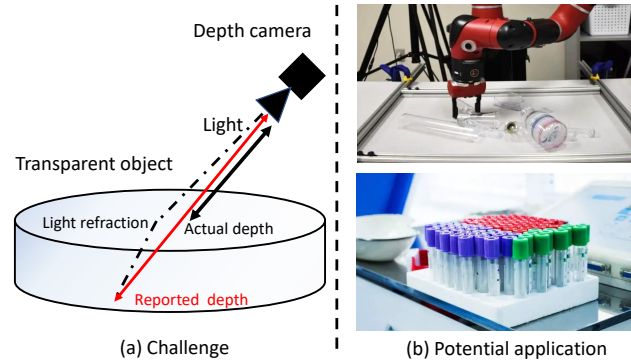 Depth camera
Light
Transparent object
Light refraction
Actual depth
Reported depth
(a) Challenge
(b) Potential application